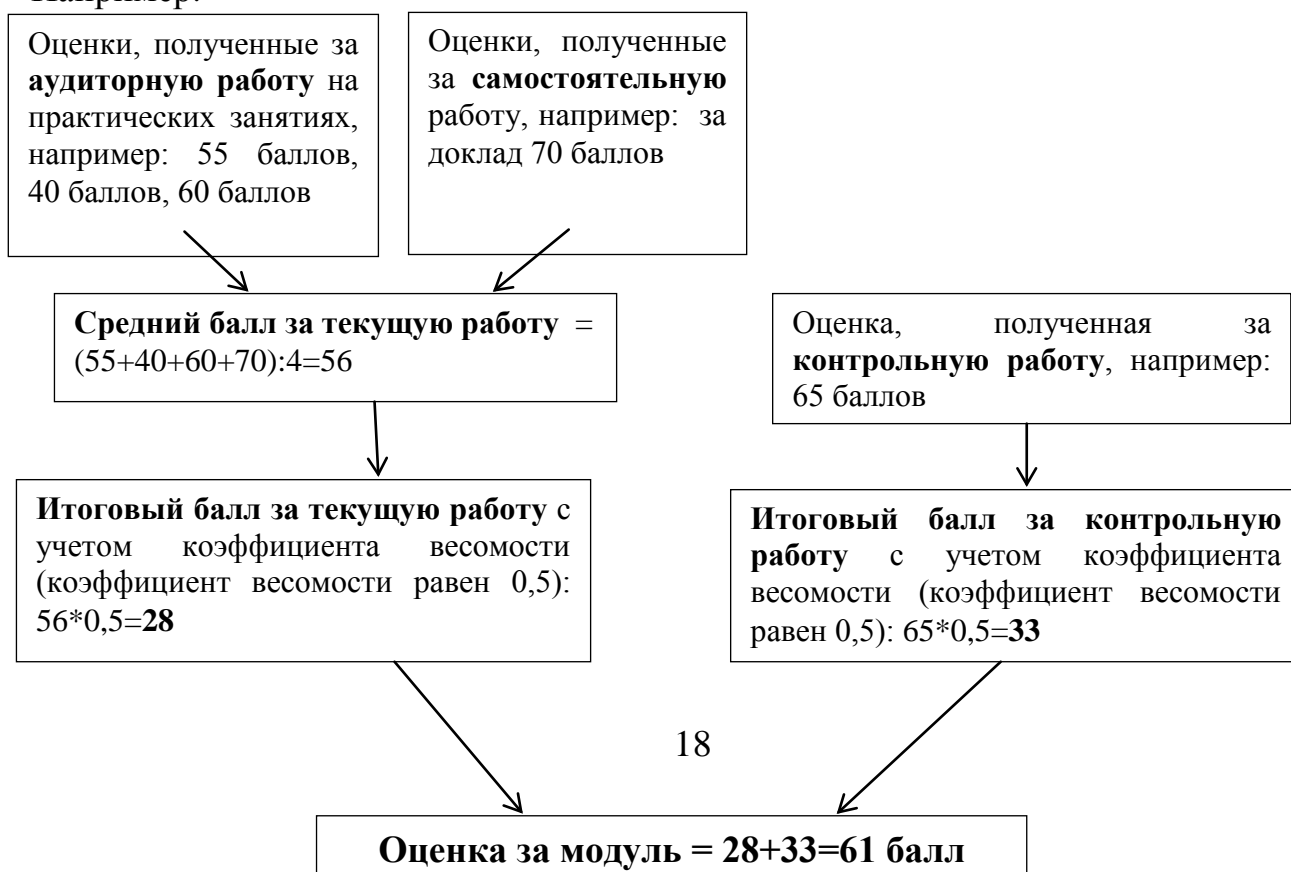 Например:
Оценки, полученные за
аудиторную работу на
практических занятиях,
например: 55 баллов,
40 баллов, 60 баллов
Оценки, полученные
за самостоятельную
работу, например: за
доклад 70 баллов
Средний балл за текущую работу =
(55+40+60+70):4=56
Оценка, полученная за
контрольную работу, например:
65 баллов
Итоговый балл за текущую работу с
учетом коэффициента весомости
(коэффициент весомости равен 0,5):
56*0,5=28
Итоговый балл за контрольную
работу с учетом коэффициента
весомости (коэффициент весомости
равен 0,5): 65*0,5=33
18
Оценка за модуль = 28+33=61 балл